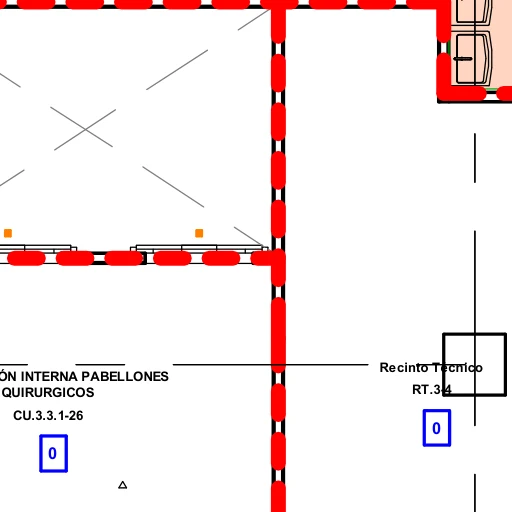 ÓN INTERNA PABELLONES
QUIRURGICOS
CU.3.3.1-26
0
Recinto Técnico
RT.3-4
0